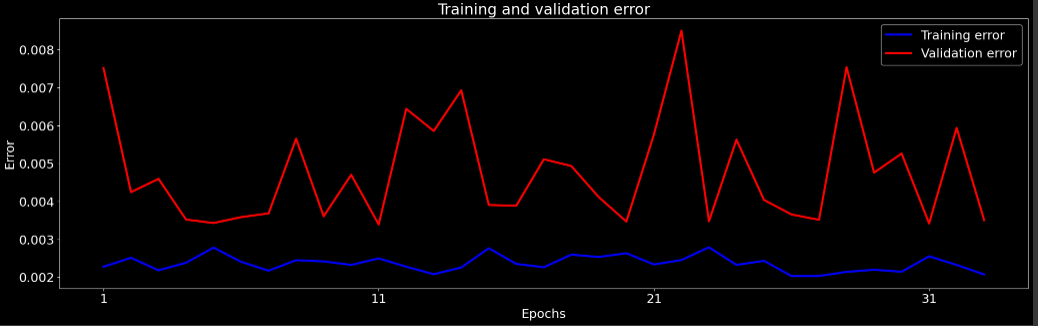 Training and validation error
Training error
Validation error
0.008
0.007
0.006
0.005
0.004
0.003
0.002
Error
1 11 21 31
Epochs